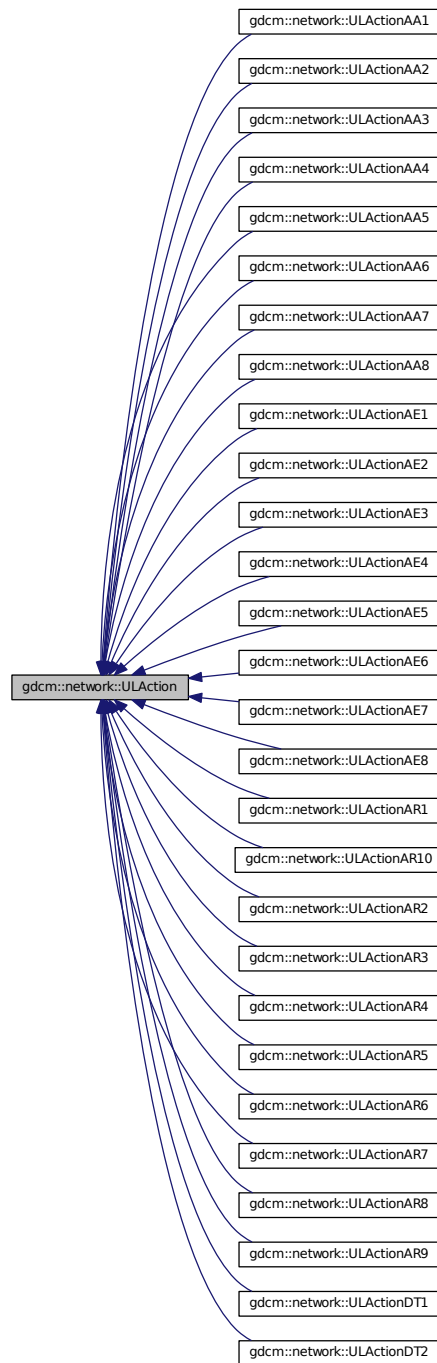 gdcm::network::ULActionAA1
gdcm::network::ULActionAA2
gdcm::network::ULActionAA3
gdcm::network::ULActionAA4
gdcm::network::ULActionAA5
gdcm::network::ULActionAA6
gdcm::network::ULActionAA7
gdcm::network::ULActionAA8
gdcm::network::ULActionAE1
gdcm::network::ULActionAE2
gdcm::network::ULActionAE3
gdcm::network::ULActionAE4
gdcm::network::ULActionAE5
gdcm::network::ULActionAE6
gdcm::network::ULAction
gdcm::network::ULActionAE7
gdcm::network::ULActionAE8
gdcm::network::ULActionAR1
gdcm::network::ULActionAR10
gdcm::network::ULActionAR2
gdcm::network::ULActionAR3
gdcm::network::ULActionAR4
gdcm::network::ULActionAR5
gdcm::network::ULActionAR6
gdcm::network::ULActionAR7
gdcm::network::ULActionAR8
gdcm::network::ULActionAR9
gdcm::network::ULActionDT1
gdcm::network::ULActionDT2